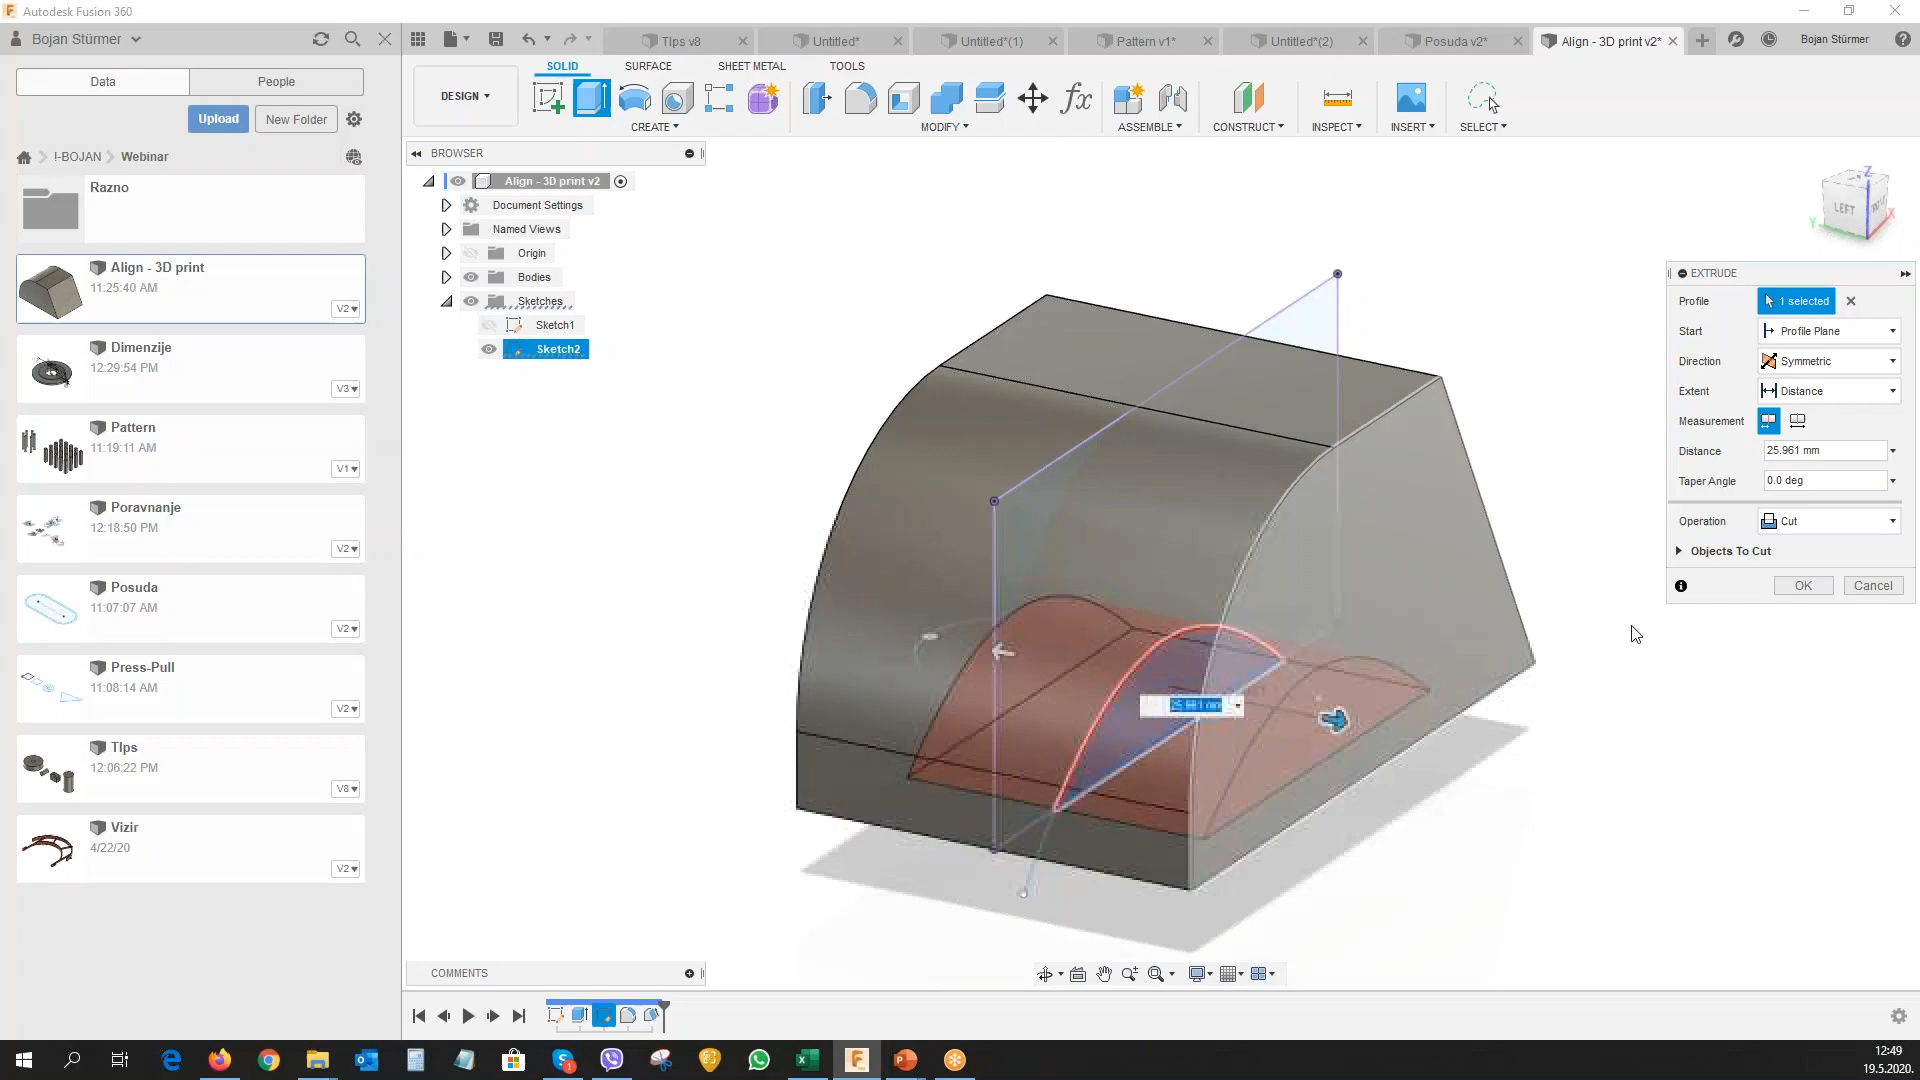 Autodesk Fusion 360
Bojan Stürmer
TIps v8
Untitled*
Untitled*(1)
Pattern v1*
Untitled*(2)
Posuda v2*
Align - 3D print v2*
Bojan Stürmer
Data
People
Upload
New Folder
!-BOJAN
Webinar
Razno
Align - 3D print
11:25:40 AM
V2
Dimenzije
12:29:54 PM
V3
Pattern
11:19:11 AM
V1
Poravnanje
12:18:50 PM
V2
Posuda
11:07:07 AM
V2
Press-Pull
11:08:14 AM
V2
TIps
12:06:22 PM
V8
Vizir
4/22/20
V2
SOLID
SURFACE
SHEET METAL
TOOLS
DESIGN
CREATE
MODIFY
ASSEMBLE
CONSTRUCT
INSPECT
INSERT
SELECT
BROWSER
Align - 3D print v2
Document Settings
Named Views
Origin
Bodies
Sketches
Sketch1
Sketch2
Z
LEFT
Y
X
EXTRUDE
Profile
1 selected
Start
Profile Plane
Direction
Symmetric
Extent
Distance
Measurement
Distance
25.961 mm
Taper Angle
0.0 deg
Operation
Cut
Objects To Cut
OK
Cancel
25.961 mm
COMMENTS
12:49
19.5.2020.